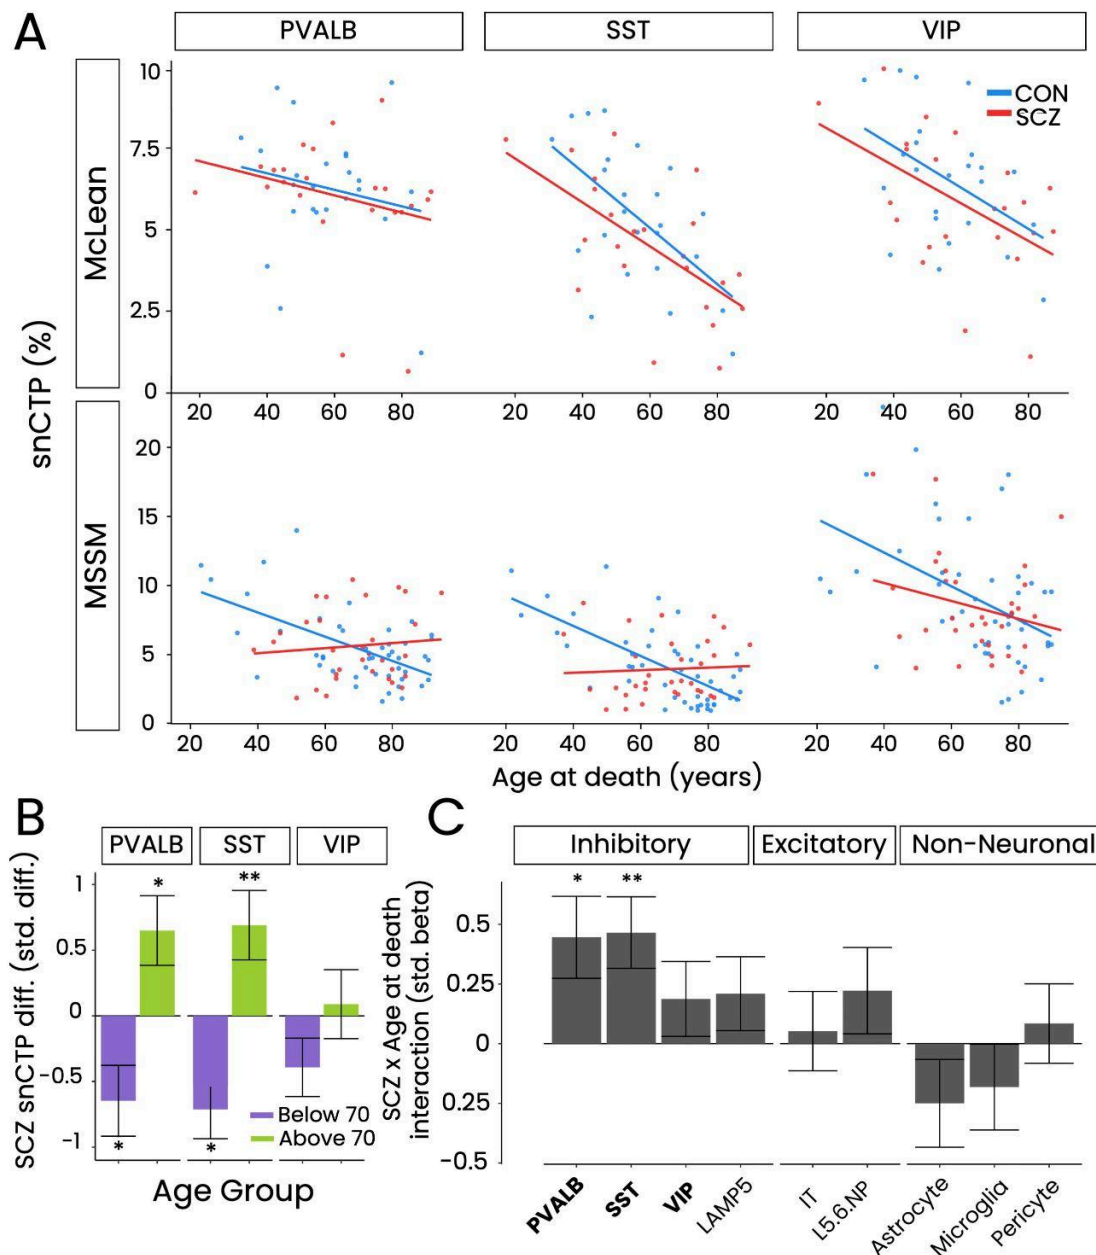 A
PVALB SST VIP
CON
SCZ
McLean
10
7.5
5
2.5
0
20 40 60 80 20 40 60 80 20 40 60 80
snCTP (%)
MSSM
20
15
10
5
0
20 40 60 80 20 40 60 80 20 40 60 80
Age at death (years)
B
PVALB SST VIP
SCZ snCTP diff. (std. diff.)
1
0.5
0
−0.5
−1
* **
* *
Below 70
Above 70
Age Group
C
Inhibitory Excitatory Non-Neuronal
SCZ x Age at death
interaction (std. beta)
0.5
0.25
0
0.25
−0.5
* **
PVALB SST VIP LAMP5 IT L5.6.NP Astrocyte Microglia Pericyte